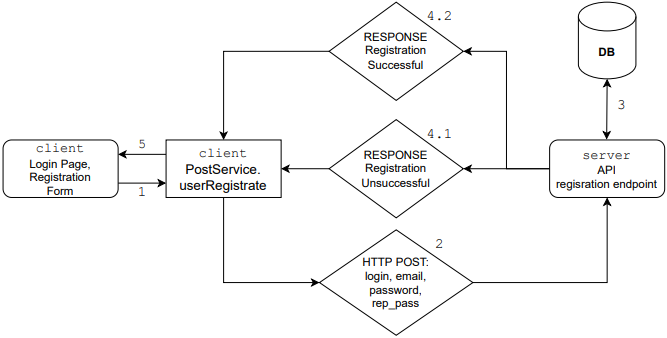 4.2
RESPONSE
Registration
Successful
DB
3
client
Login Page,
Registration
Form
5
1
client
PostService.
userRegistrate
4.1
RESPONSE
Registration
Unsuccessful
server
API
regisration endpoint
2
HTTP POST:
login, email,
password,
rep_pass